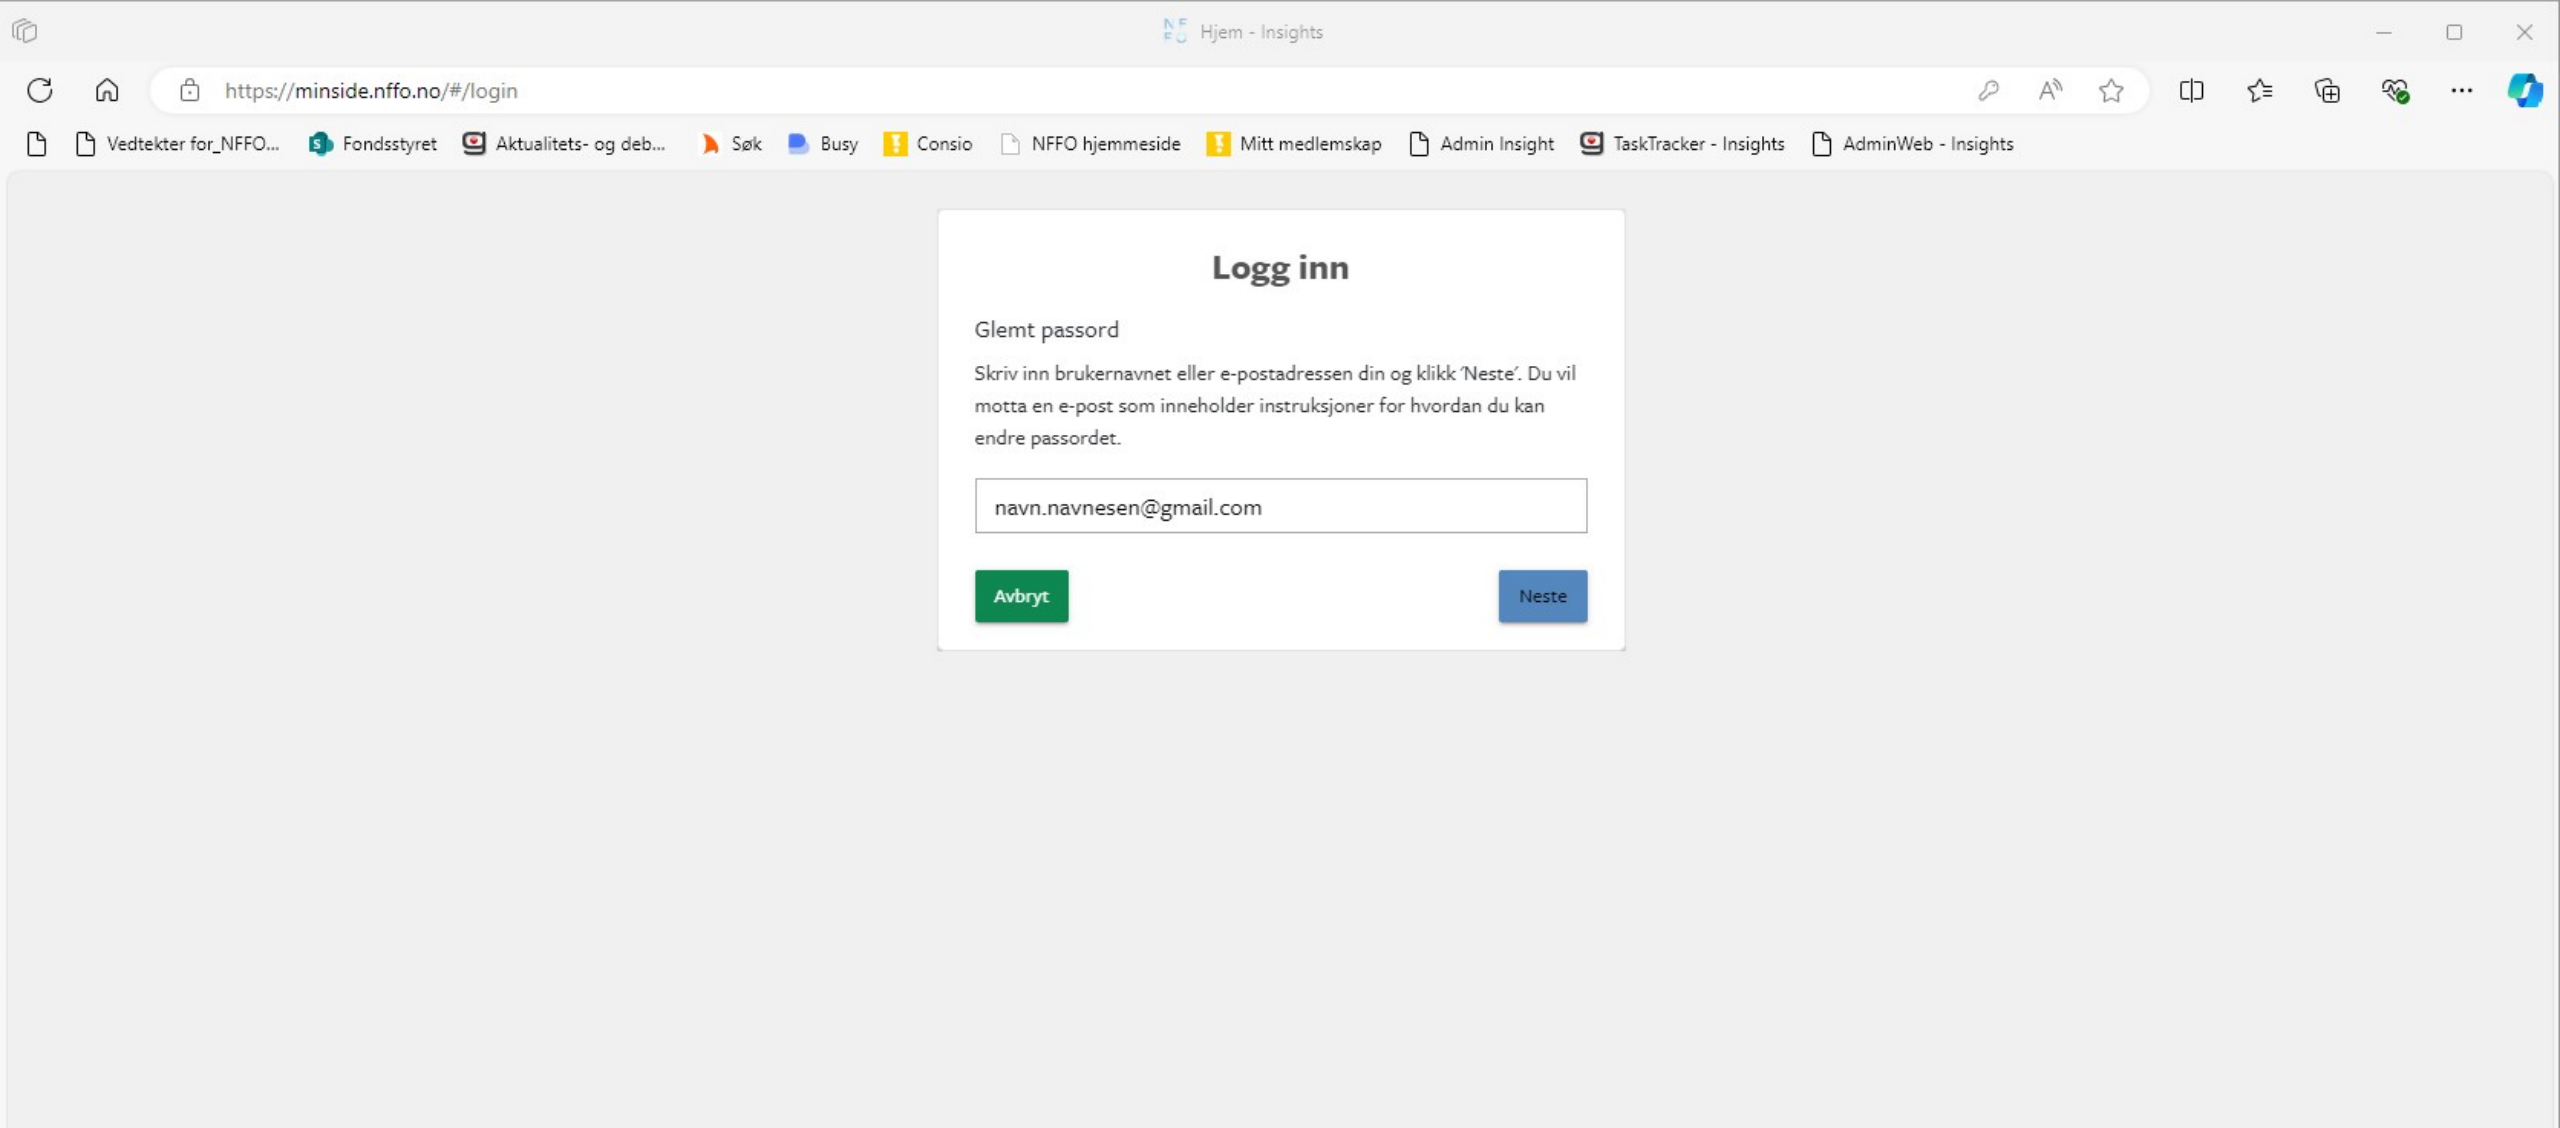 N F
F O
Hjem - Insights
https://minside.nffo.no/#/login
Vedtekter for_NFFO... Fondsstyret Aktualitets- og deb... Søk Busy Consio NFFO hjemmeside Mitt medlemskap Admin Insight TaskTracker - Insights AdminWeb - Insights
Logg inn
Glemt passord
Skriv inn brukernavnet eller e-postadressen din og klikk 'Neste'. Du vil
motta en e-post som inneholder instruksjoner for hvordan du kan
endre passordet.
navn.navnesen@gmail.com
Avbryt Neste